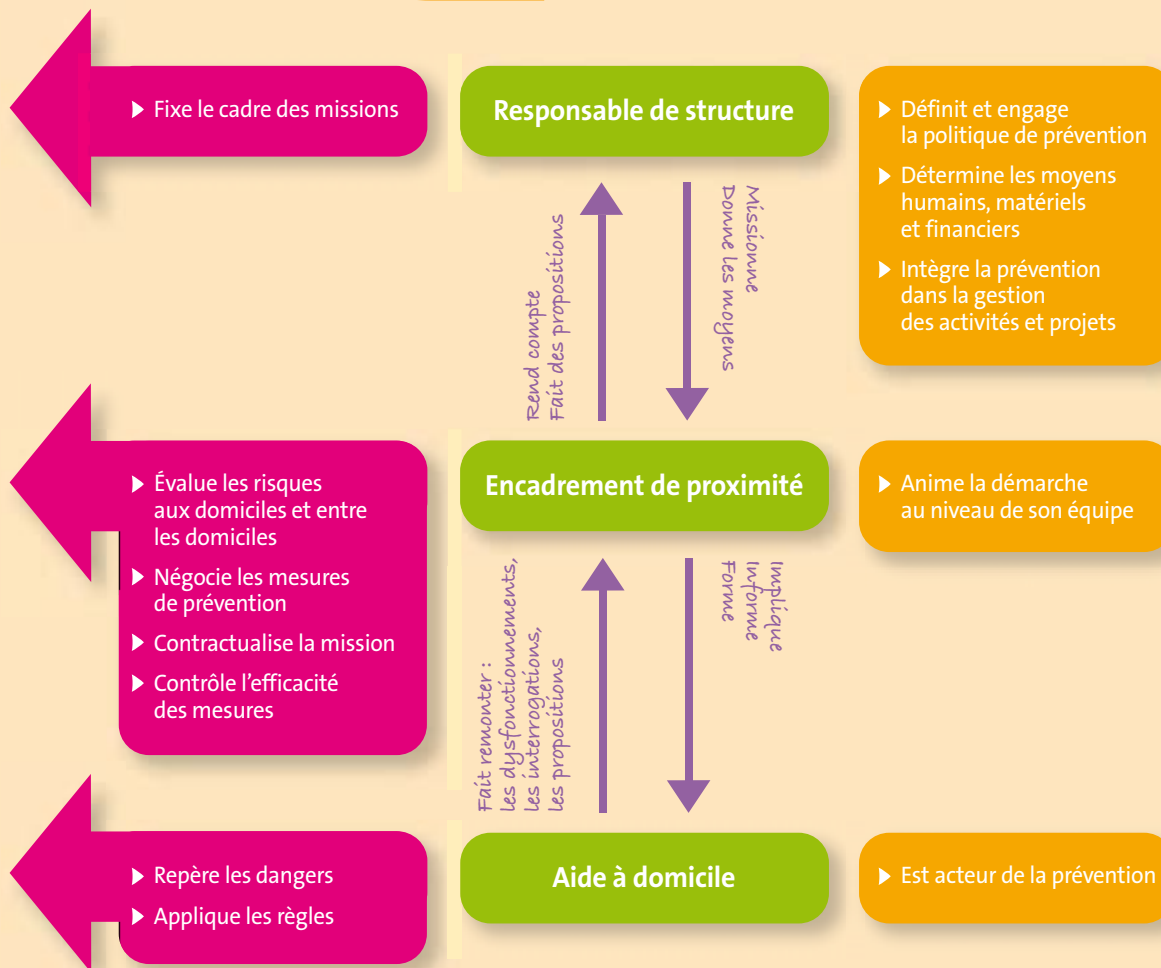 ▶ Fixe le cadre des missions
Responsable de structure
▶ Définit et engage
la politique de prévention
▶ Détermine les moyens
humains, matériels
et financiers
▶ Intègre la prévention
dans la gestion
des activités et projets
Rend compte
Fait des propositions
Missionne
Donne les moyens
▶ Évalue les risques
aux domiciles et entre
les domiciles
▶ Négocie les mesures
de prévention
▶ Contractualise la mission
▶ Contrôle l'efficacité
des mesures
Encadrement de proximité
▶ Anime la démarche
au niveau de son équipe
Fait remonter :
les dysfonctionnements,
les interrogations,
les propositions
Implique
Informe
Forme
▶ Repère les dangers
▶ Applique les règles
Aide à domicile
▶ Est acteur de la prévention